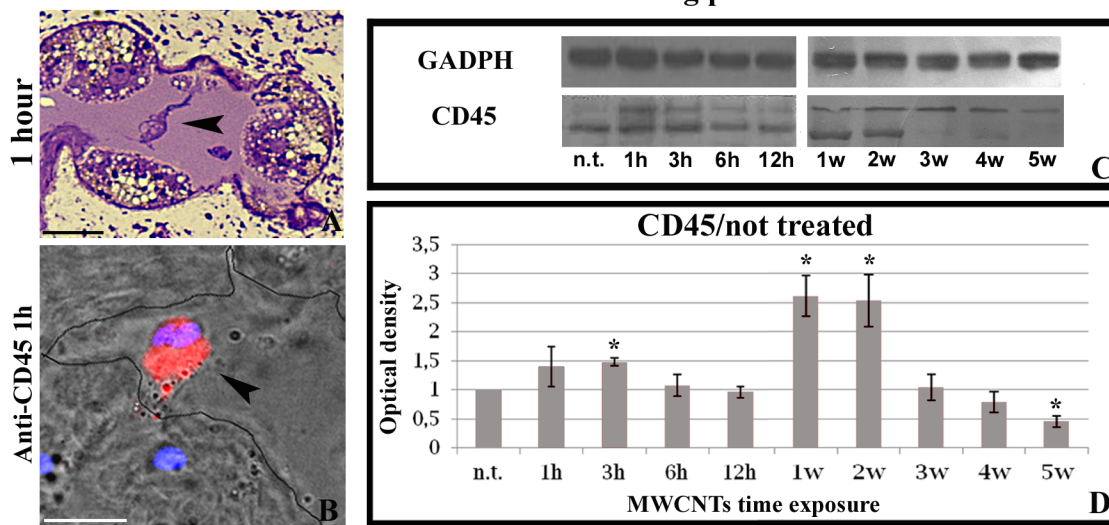 1 hour
A
Anti-CD45 1h
B
GADPH
CD45
n.t. 1h 3h 6h 12h 1w 2w 3w 4w 5w
C
CD45/not treated
Optical density
3,5
3
2,5
2
1,5
1
0,5
0
* * * *
n.t. 1h 3h 6h 12h 1w 2w 3w 4w 5w
MWCNTs time exposure
D